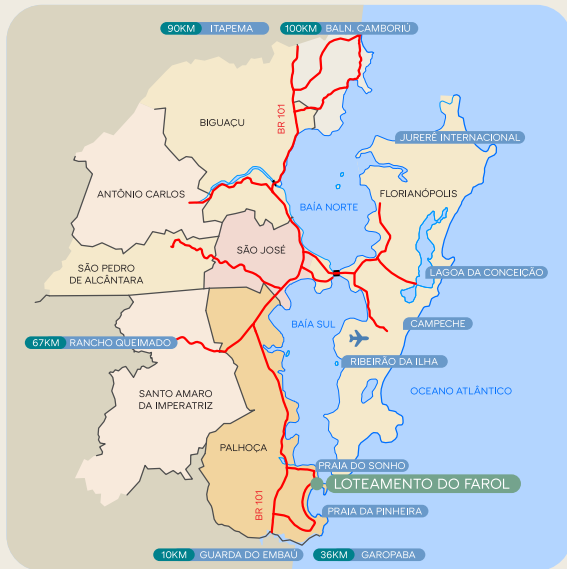 90KM ITAPEMA
100KM BALN. CAMBORIÚ
BR 101
BIGUAÇU
JURERÊ INTERNACIONAL
ANTÔNIO CARLOS
FLORIANÓPOLIS
BAÍA NORTE
SÃO JOSÉ
SÃO PEDRO
DE ALCÂNTARA
LAGOA DA CONCEIÇÃO
BAÍA SUL
CAMPECHE
67KM RANCHO QUEIMADO
RIBEIRÃO DA ILHA
SANTO AMARO
DA IMPERATRIZ
OCEANO ATLÂNTICO
PALHOÇA
PRAIA DO SONHO
LOTEAMENTO DO FAROL
BR 101
PRAIA DA PINHEIRA
10KM GUARDA DO EMBAÚ
36KM GAROPABA